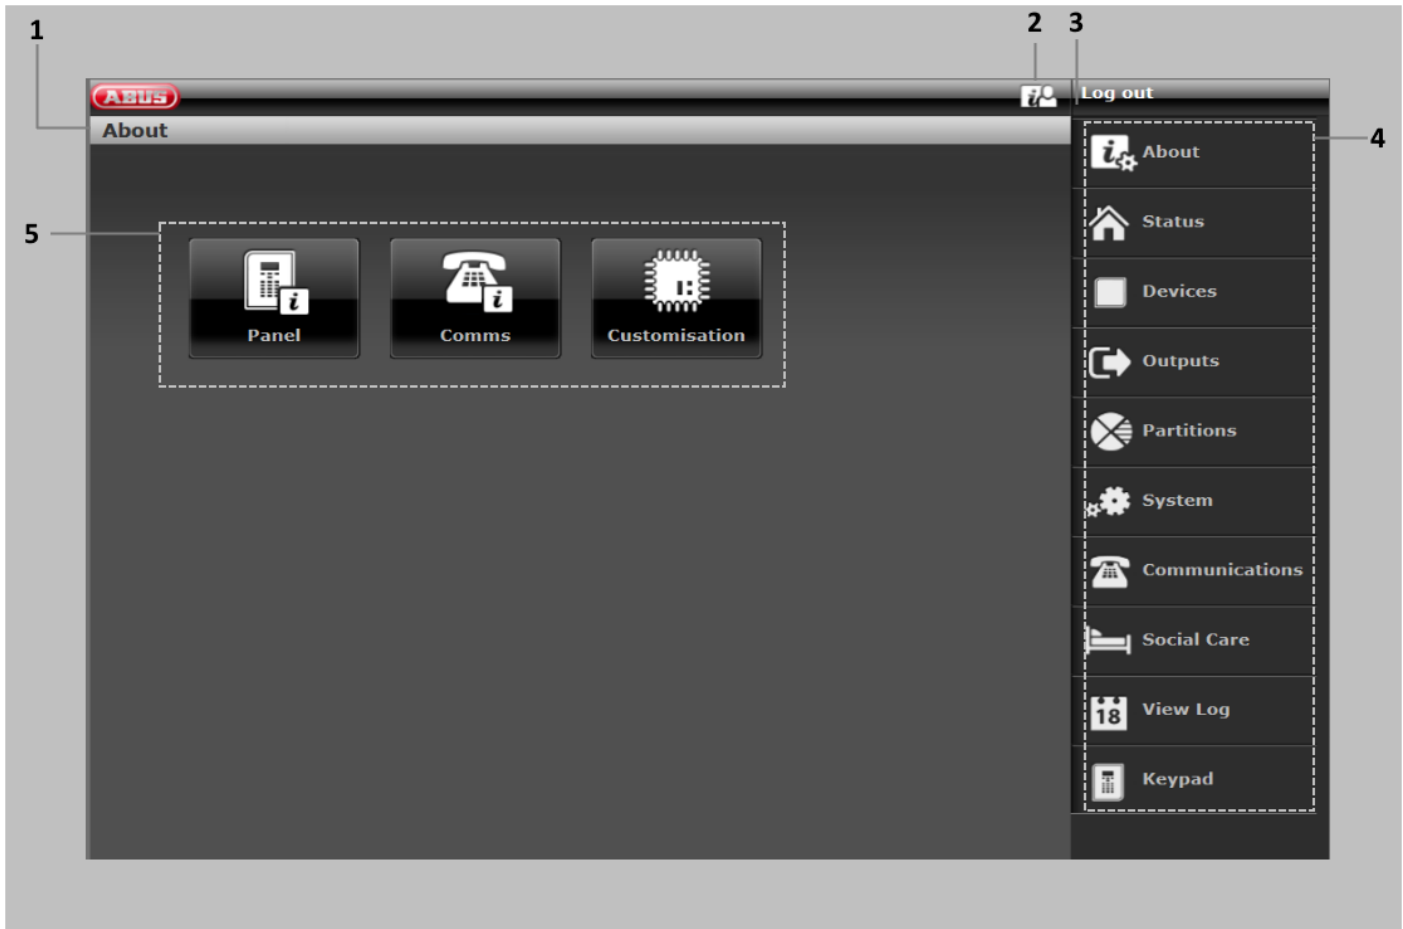 1
2
3
ABUS
Log out
About
About
4
Status
5
Devices
Panel
Comms
Customisation
Outputs
Partitions
System
Communications
Social Care
18
View Log
Keypad